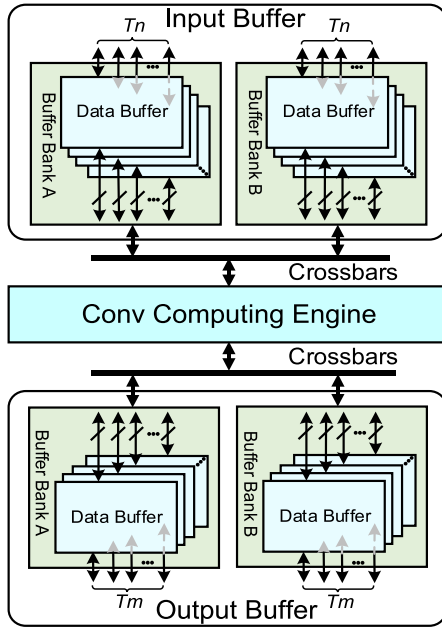 Input Buffer
Tn
Tn
...
...
Buffer Bank A
Data Buffer
...
...
Buffer Bank B
Data Buffer
...
...
Crossbars
Conv Computing Engine
Crossbars
Buffer Bank A
...
...
Data Buffer
...
Buffer Bank B
...
...
Data Buffer
...
Tm
Tm
Output Buffer